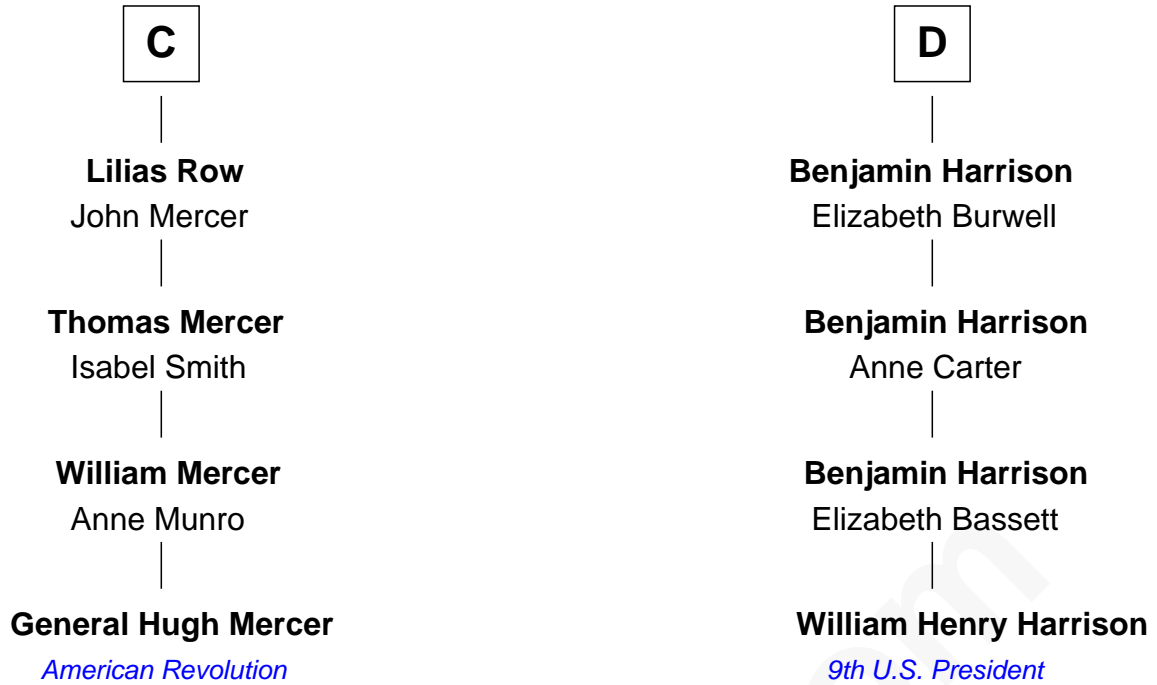 C
Lilias Row
John Mercer
Thomas Mercer
Isabel Smith
William Mercer
Anne Munro
General Hugh Mercer
American Revolution
D
Benjamin Harrison
Elizabeth Burwell
Benjamin Harrison
Anne Carter
Benjamin Harrison
Elizabeth Bassett
William Henry Harrison
9th U.S. President